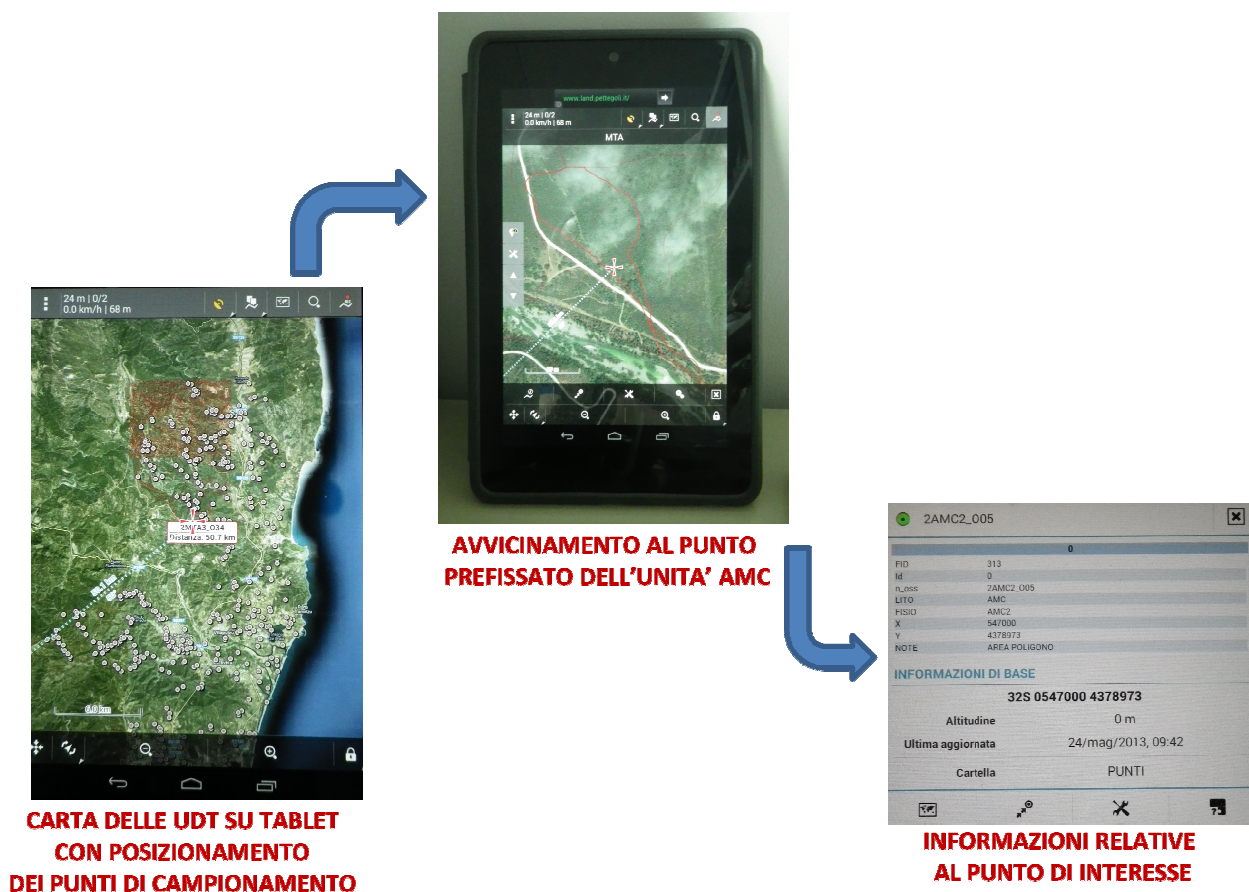 www.land.pettegoli.it/
24 m | 0/2
0.0 km/h | 68 m
MTA
AVVICINAMENTO AL PUNTO
PREFISSATO DELL'UNITA' AMC
24 m | 0/2
0.0 km/h | 68 m
2MTA3_034
Distanza: 50.7 km
6.0 km
CARTA DELLE UDT SU TABLET
CON POSIZIONAMENTO
DEI PUNTI DI CAMPIONAMENTO
2AMC2_005
0
FID 313
Id 0
n_oss 2AMC2_005
LITO AMC
FISIO AMC2
X 547000
Y 4378973
NOTE AREA POLIGONO
INFORMAZIONI DI BASE
32S 0547000 4378973
Altitudine 0 m
Ultima aggiornata 24/mag/2013, 09:42
Cartella PUNTI
INFORMAZIONI RELATIVE
AL PUNTO DI INTERESSE